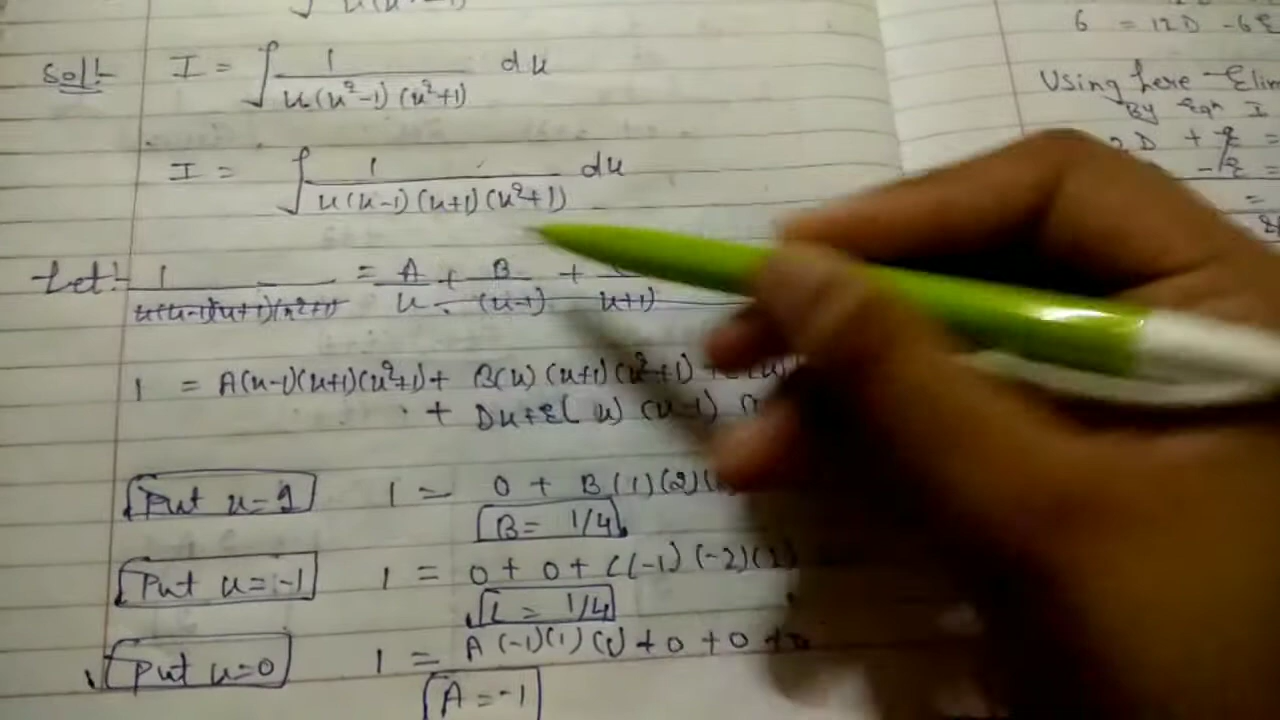 Sol!- I = ∫ 1 / u(u²-1)(u²+1) du
I = ∫ 1 / u(u-1)(u+1)(u²+1) du
Let!- 1 / u(u-1)(u+1)(u²+1) = A / u + B / (u-1) + / u+1)
1 = A(u-1)(u+1)(u²+1) + B(u)(u+1)(u²+1)
+ Du+E( u) (u-1)
Put u=1 1 = 0 + B(1)(2)(
B = 1/4
Put u=-1 1 = 0 + 0 + C(-1)(-2)(2)
C = 1/4
Put u=0 1 = A(-1)(1)(1) + 0 + 0 + 0
A = -1
6 = 12D - 6E
Using here Elim
By Eqn I
2D + E =
- E =
=